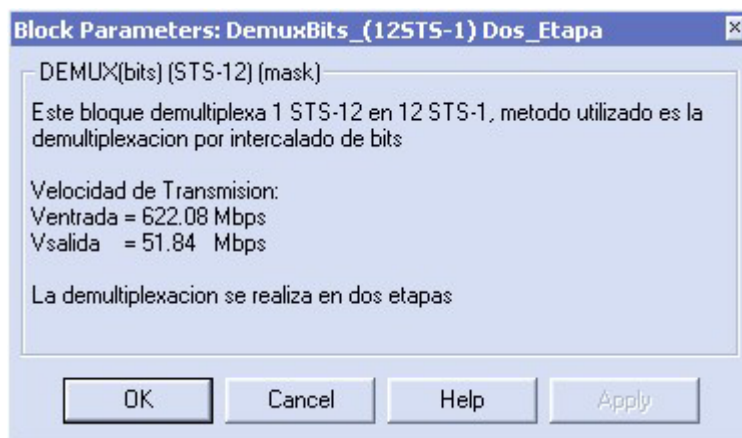 Block Parameters: DemuxBits_(12STS-1) Dos_Etapa
DEMUX(bits) (STS-12) (mask)
Este bloque demultiplexa 1 STS-12 en 12 STS-1, metodo utilizado es la
demultiplexacion por intercalado de bits
Velocidad de Transmision:
Ventrada = 622.08 Mbps
Vsalida = 51.84 Mbps
La demultiplexacion se realiza en dos etapas
OK Cancel Help Apply